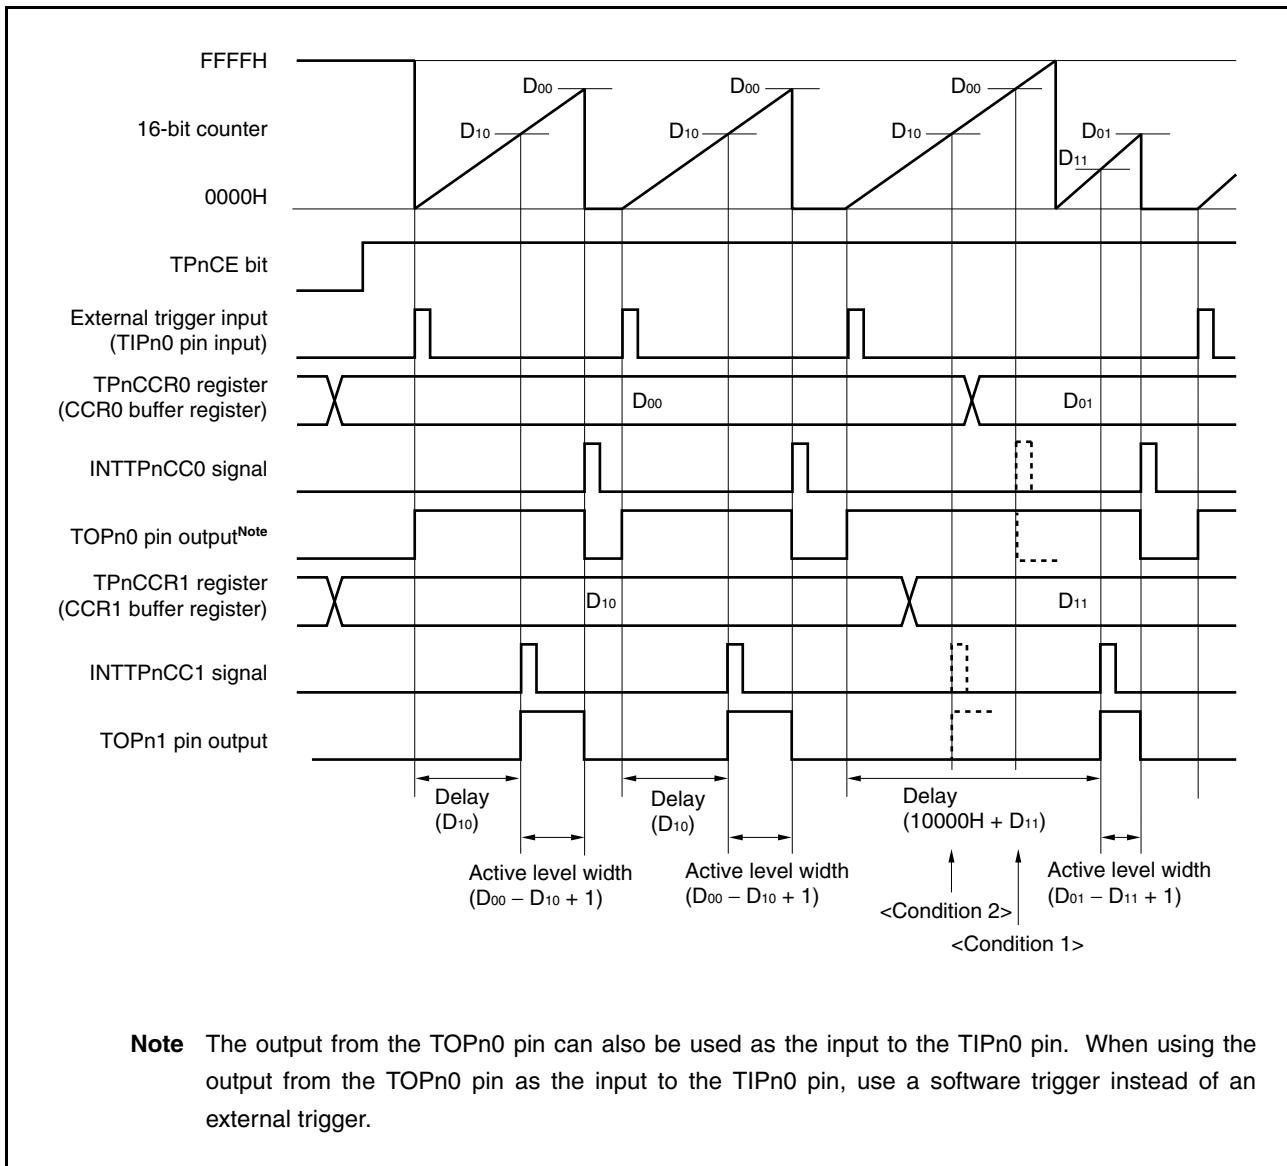 FFFFH
D00 D00 D00
16-bit counter
D10 D10 D10 D01
D11
0000H
TPnCE bit
External trigger input
(TIPn0 pin input)
TPnCCR0 register
(CCR0 buffer register)
D00 D01
INTTPnCC0 signal
TOPn0 pin outputNote
TPnCCR1 register
(CCR1 buffer register)
D10 D11
INTTPnCC1 signal
TOPn1 pin output
Delay
(D10)
Delay
(D10)
Delay
(10000H + D11)
Active level width
(D00 − D10 + 1)
Active level width
(D00 − D10 + 1)
Active level width
(D01 − D11 + 1)
<Condition 2>
<Condition 1>
Note The output from the TOPn0 pin can also be used as the input to the TIPn0 pin. When using the
output from the TOPn0 pin as the input to the TIPn0 pin, use a software trigger instead of an
external trigger.